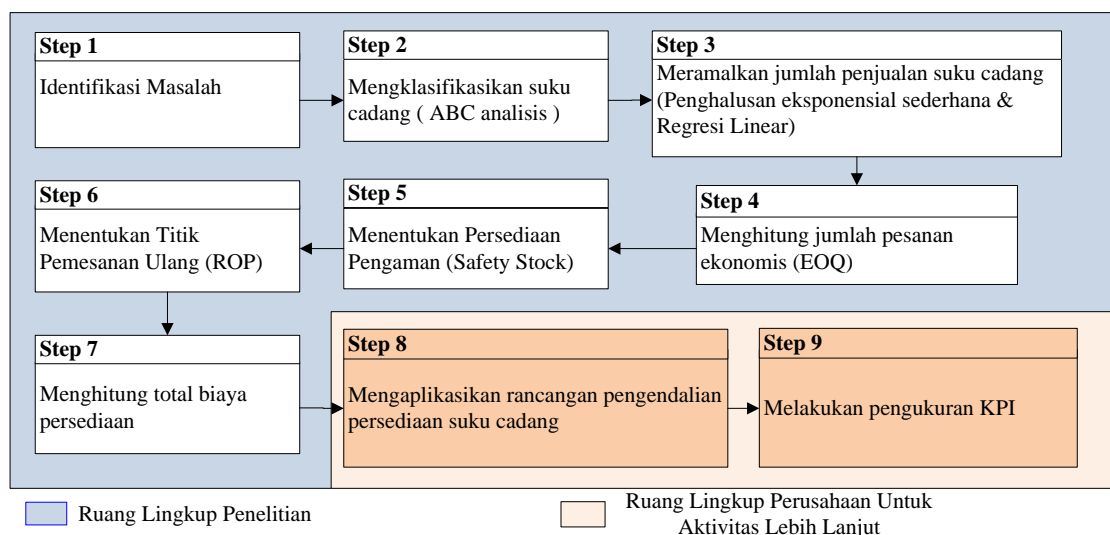 Step 1
Identifikasi Masalah
Step 2
Mengklasifikasikan suku
cadang ( ABC analisis )
Step 3
Meramalkan jumlah penjualan suku cadang
(Penghalusan eksponensial sederhana &
Regresi Linear)
Step 4
Menghitung jumlah pesanan
ekonomis (EOQ)
Step 5
Menentukan Persediaan
Pengaman (Safety Stock)
Step 6
Menentukan Titik
Pemesanan Ulang (ROP)
Step 7
Menghitung total biaya
persediaan
Step 8
Mengaplikasikan rancangan pengendalian
persediaan suku cadang
Step 9
Melakukan pengukuran KPI
Ruang Lingkup Penelitian
Ruang Lingkup Perusahaan Untuk
Aktivitas Lebih Lanjut